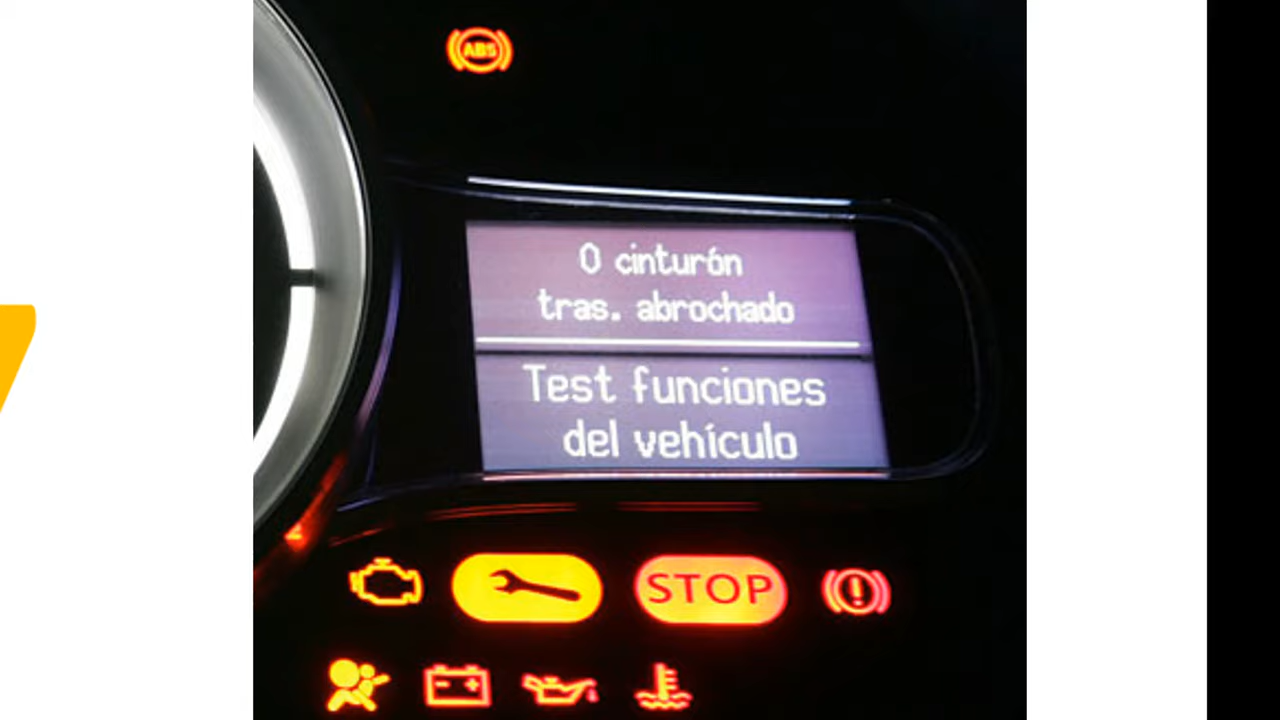 ABS
0 cinturón
tras. abrochado
Test funciones
del vehículo
STOP